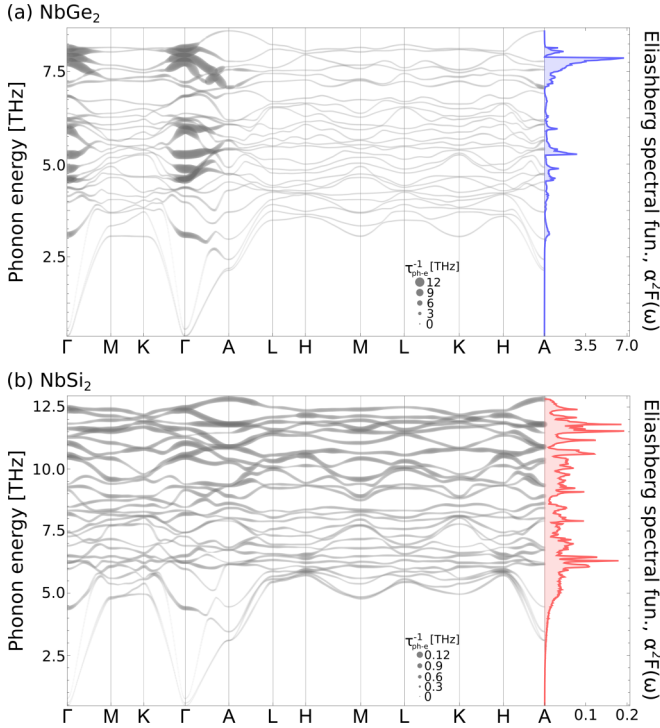 (a) NbGe₂
Phonon energy [THz]
7.5
5.0
2.5
τ⁻¹ph-e [THz]
12
9
6
3
0
Γ M K Γ A L H M L K H A 3.5 7.0
Eliashberg spectral fun., α²F(ω)
(b) NbSi₂
Phonon energy [THz]
12.5
10.0
7.5
5.0
2.5
τ⁻¹ph-e [THz]
0.12
0.9
0.6
0.3
0
Γ M K Γ A L H M L K H A 0.1 0.2
Eliashberg spectral fun., α²F(ω)